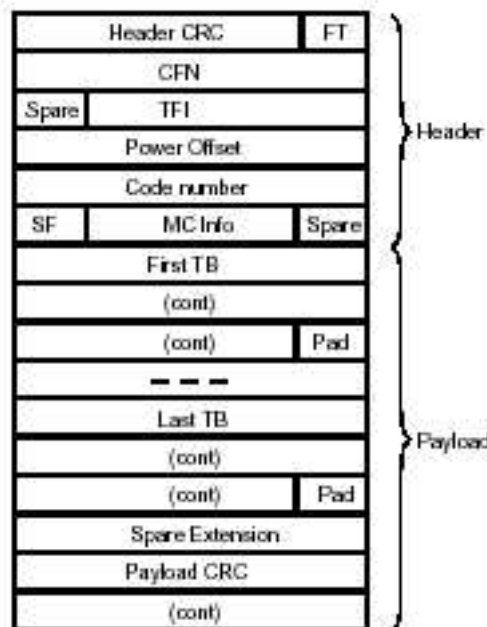 Header CRC FT
CFN
Spare TFI
Header
Power Offset
Code number
SF MC Info Spare
First TB
(cont)
(cont) Pad
Last TB
Payload
(cont)
(cont) Pad
Spare Extension
Payload CRC
(cont)